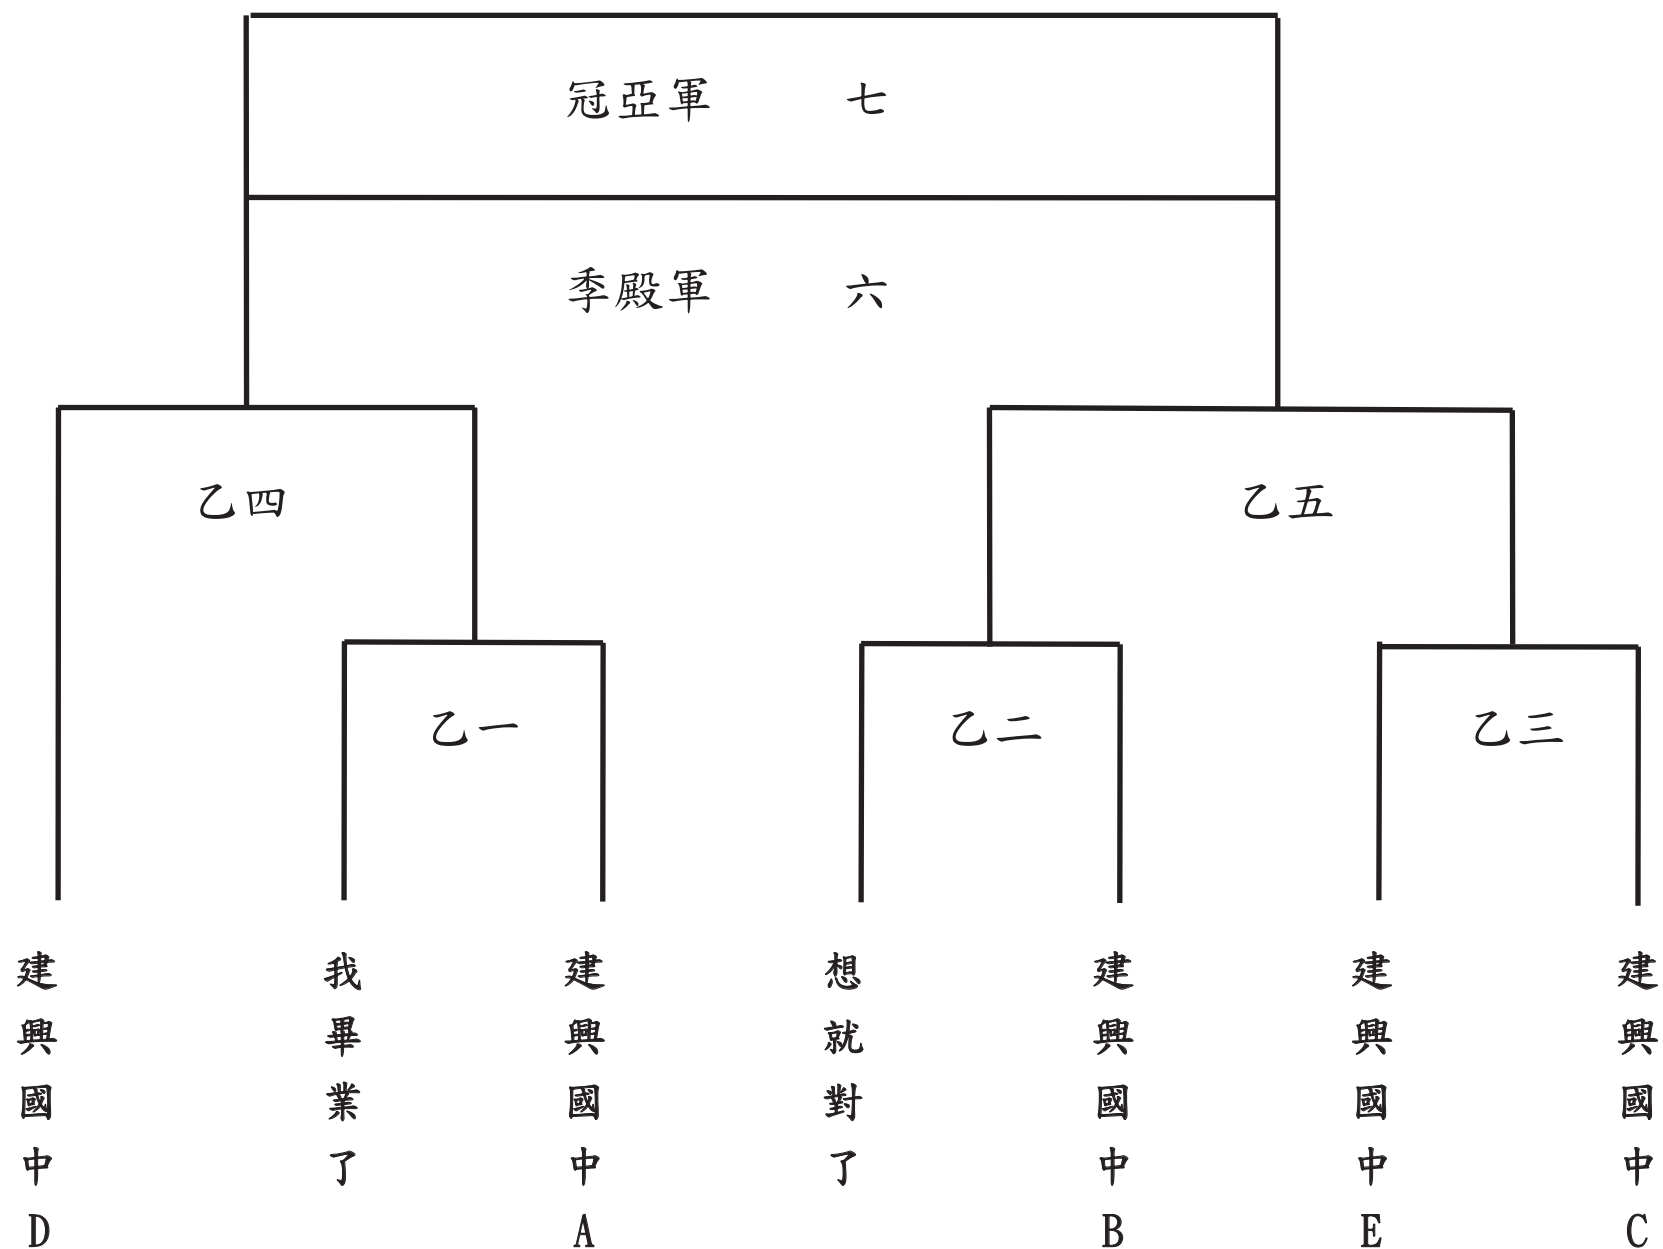 冠亞軍 七
季殿軍 六
乙四
乙五
乙一
乙二
乙三
建興國中D
我畢業了
建興國中A
想就對了
建興國中B
建興國中E
建興國中C